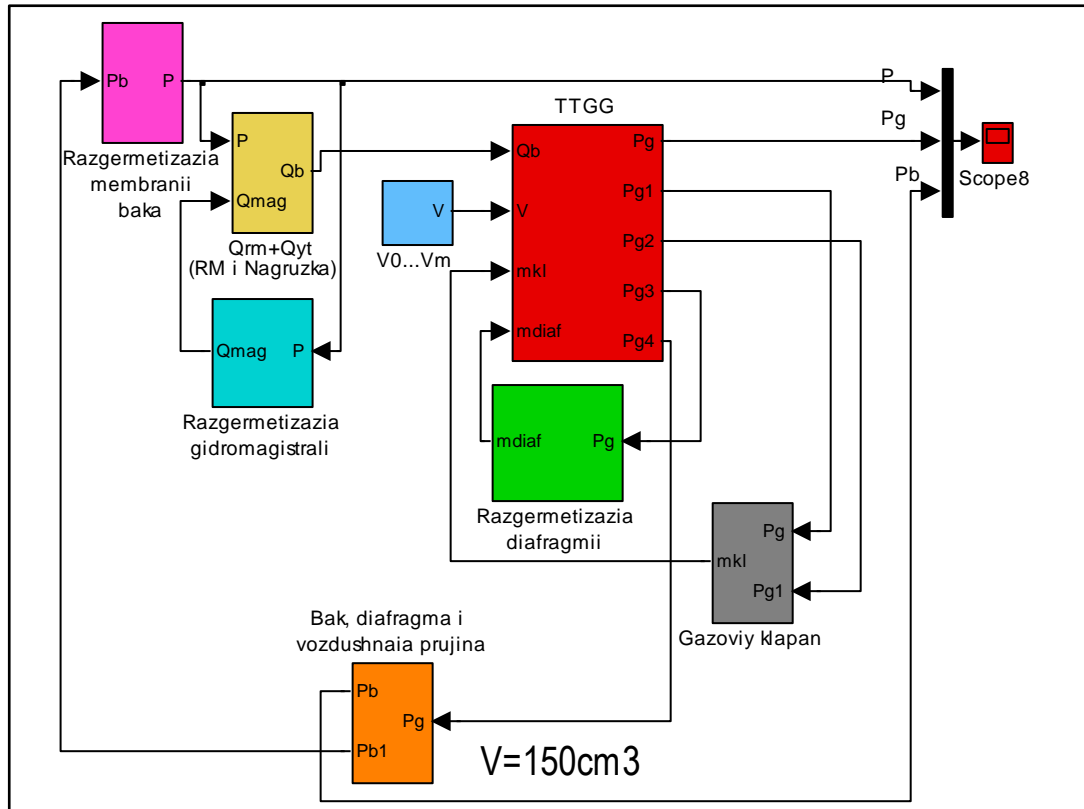 Pb
P
Razgermetizazia
membranii
baka
P
Qmag
Qb
Qrm+Qyt
(RM i Nagruzka)
Qmag
P
Razgermetizazia
gidromagistrali
V
V0...Vm
TTGG
Qb
V
mkl
mdiaf
Pg
Pg1
Pg2
Pg3
Pg4
P
Pg
Pb
Scope8
mdiaf
Pg
Razgermetizazia
diafragmii
Pg
mkl
Pg1
Gazoviy klapan
Bak, diafragma i
vozdushnaia prujina
Pb
Pg
Pb1
V=150cm3